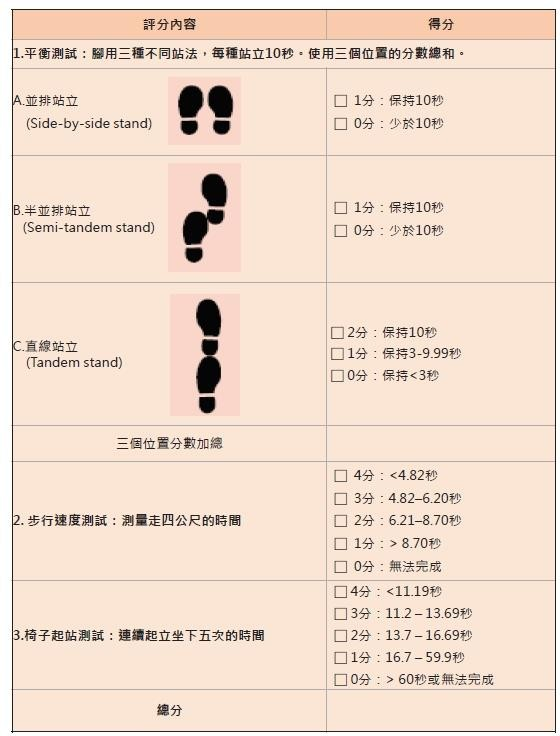 評分內容 得分
1.平衡測試：腳用三種不同站法，每種站立10秒。使用三個位置的分數總和。
A.並排站立
(Side-by-side stand)
□ 1分：保持10秒
□ 0分：少於10秒
B.半並排站立
(Semi-tandem stand)
□ 1分：保持10秒
□ 0分：少於10秒
C.直線站立
(Tandem stand)
□2分：保持10秒
□1分：保持3-9.99秒
□0分：保持<3秒
三個位置分數加總
2. 步行速度測試：測量走四公尺的時間
□ 4分：<4.82秒
□ 3分：4.82–6.20秒
□ 2分：6.21–8.70秒
□ 1分：> 8.70秒
□ 0分：無法完成
3.椅子起站測試：連續起立坐下五次的時間
□4分：<11.19秒
□3分：11.2 – 13.69秒
□2分：13.7 – 16.69秒
□1分：16.7 – 59.9秒
□0分：> 60秒或無法完成
總分